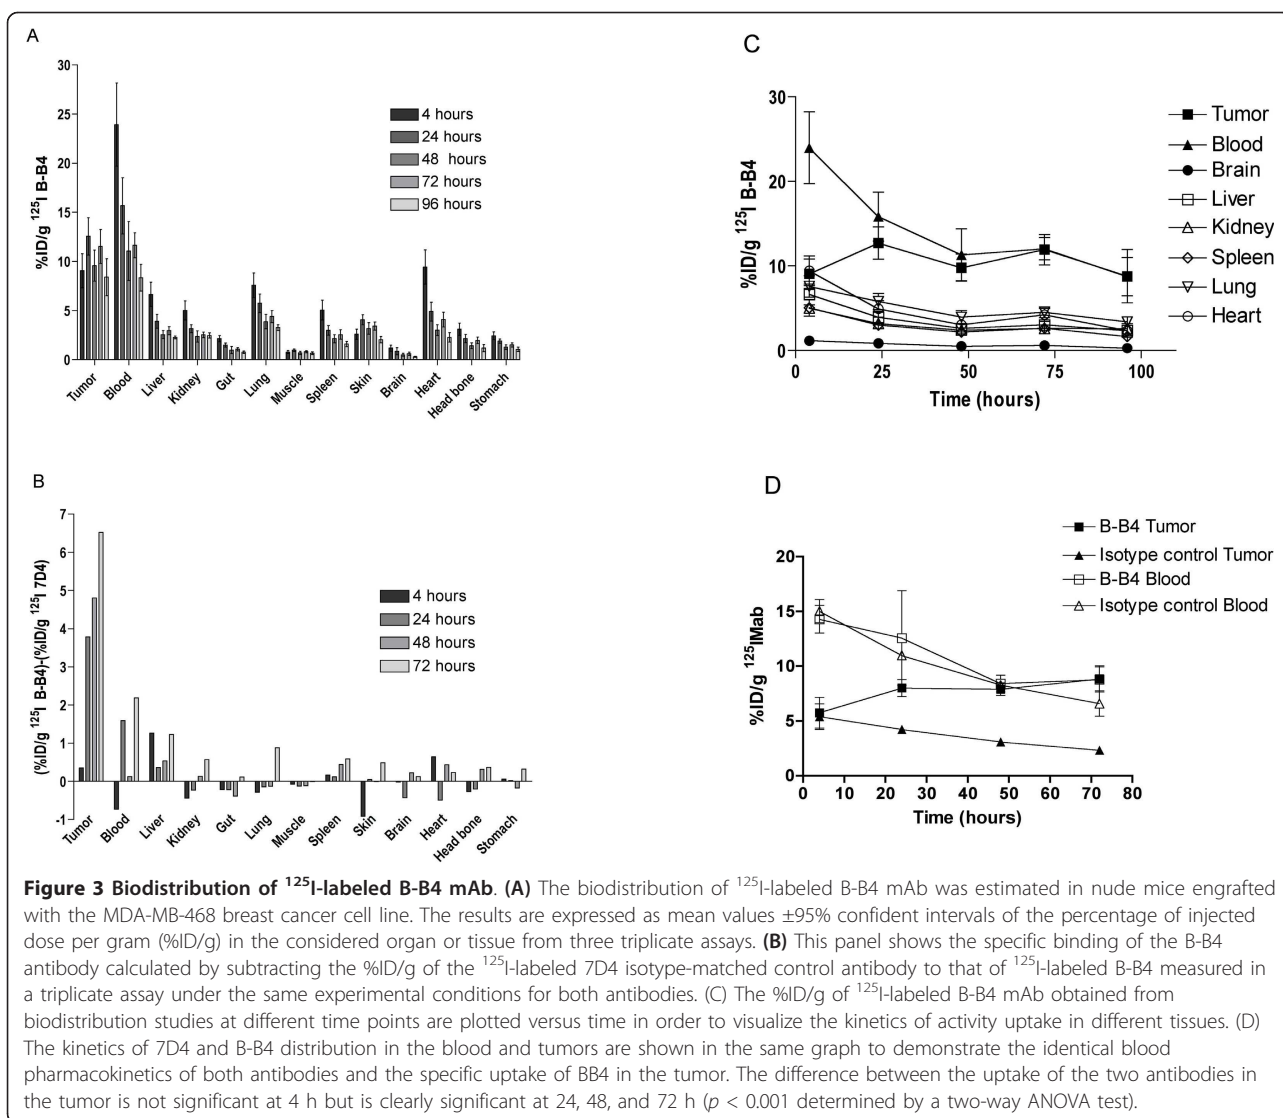 A
30
25
20
15
10
5
0
%ID/g ¹²⁵I B-B4
4 hours
24 hours
48 hours
72 hours
96 hours
Tumor
Blood
Liver
Kidney
Gut
Lung
Muscle
Spleen
Skin
Brain
Heart
Head bone
Stomach
C
30
20
10
0
%ID/g ¹²⁵I B-B4
0 25 50 75 100
Time (hours)
Tumor
Blood
Brain
Liver
Kidney
Spleen
Lung
Heart
B
7
6
5
4
3
2
1
0
-1
(%ID/g ¹²⁵I B-B4)-(%ID/g ¹²⁵I 7D4)
4 hours
24 hours
48 hours
72 hours
Tumor
Blood
Liver
Kidney
Gut
Lung
Muscle
Spleen
Skin
Brain
Heart
Head bone
Stomach
D
B-B4 Tumor
Isotype control Tumor
B-B4 Blood
Isotype control Blood
20
15
10
5
0
%ID/g ¹²⁵IMab
0 10 20 30 40 50 60 70 80
Time (hours)
Figure 3 Biodistribution of ¹²⁵I-labeled B-B4 mAb. (A) The biodistribution of ¹²⁵I-labeled B-B4 mAb was estimated in nude mice engrafted
with the MDA-MB-468 breast cancer cell line. The results are expressed as mean values ±95% confident intervals of the percentage of injected
dose per gram (%ID/g) in the considered organ or tissue from three triplicate assays. (B) This panel shows the specific binding of the B-B4
antibody calculated by subtracting the %ID/g of the ¹²⁵I-labeled 7D4 isotype-matched control antibody to that of ¹²⁵I-labeled B-B4 measured in
a triplicate assay under the same experimental conditions for both antibodies. (C) The %ID/g of ¹²⁵I-labeled B-B4 mAb obtained from
biodistribution studies at different time points are plotted versus time in order to visualize the kinetics of activity uptake in different tissues. (D)
The kinetics of 7D4 and B-B4 distribution in the blood and tumors are shown in the same graph to demonstrate the identical blood
pharmacokinetics of both antibodies and the specific uptake of BB4 in the tumor. The difference between the uptake of the two antibodies in
the tumor is not significant at 4 h but is clearly significant at 24, 48, and 72 h (p < 0.001 determined by a two-way ANOVA test).